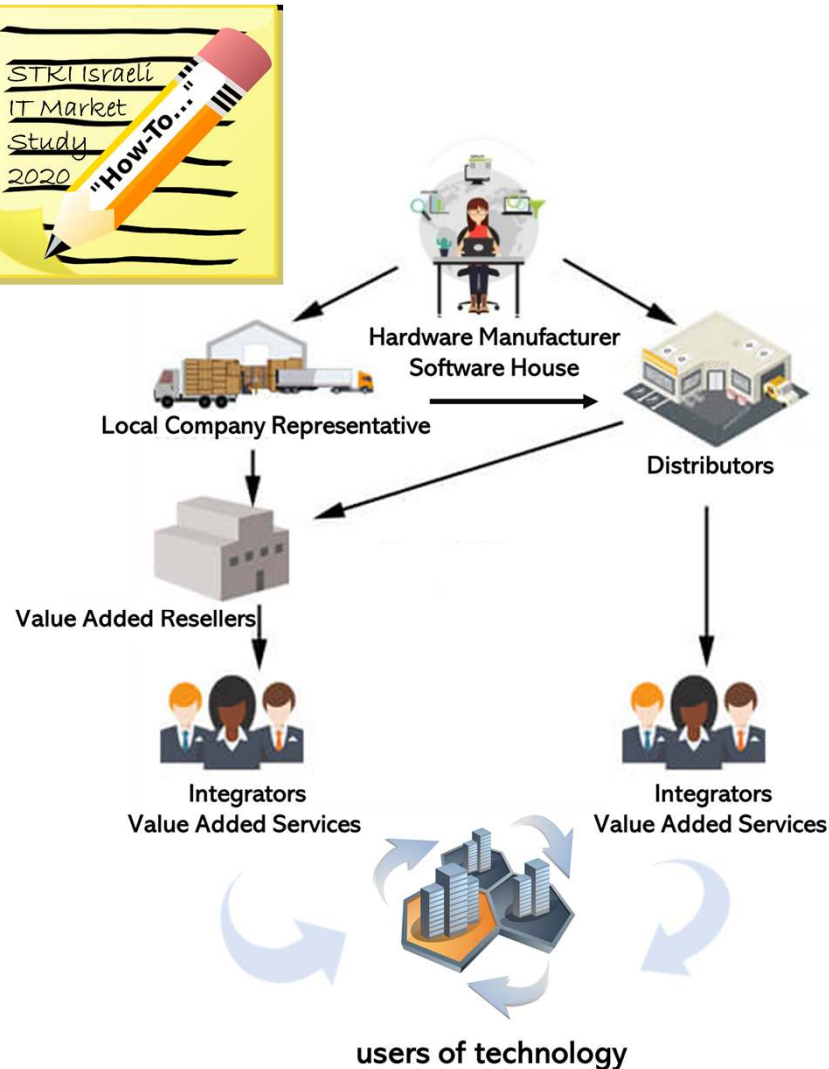 STKI Israeli
IT Market
Study
2020
"How-To..."
Hardware Manufacturer
Software House
Local Company Representative
Distributors
Value Added Resellers
Integrators
Value Added Services
Integrators
Value Added Services
users of technology